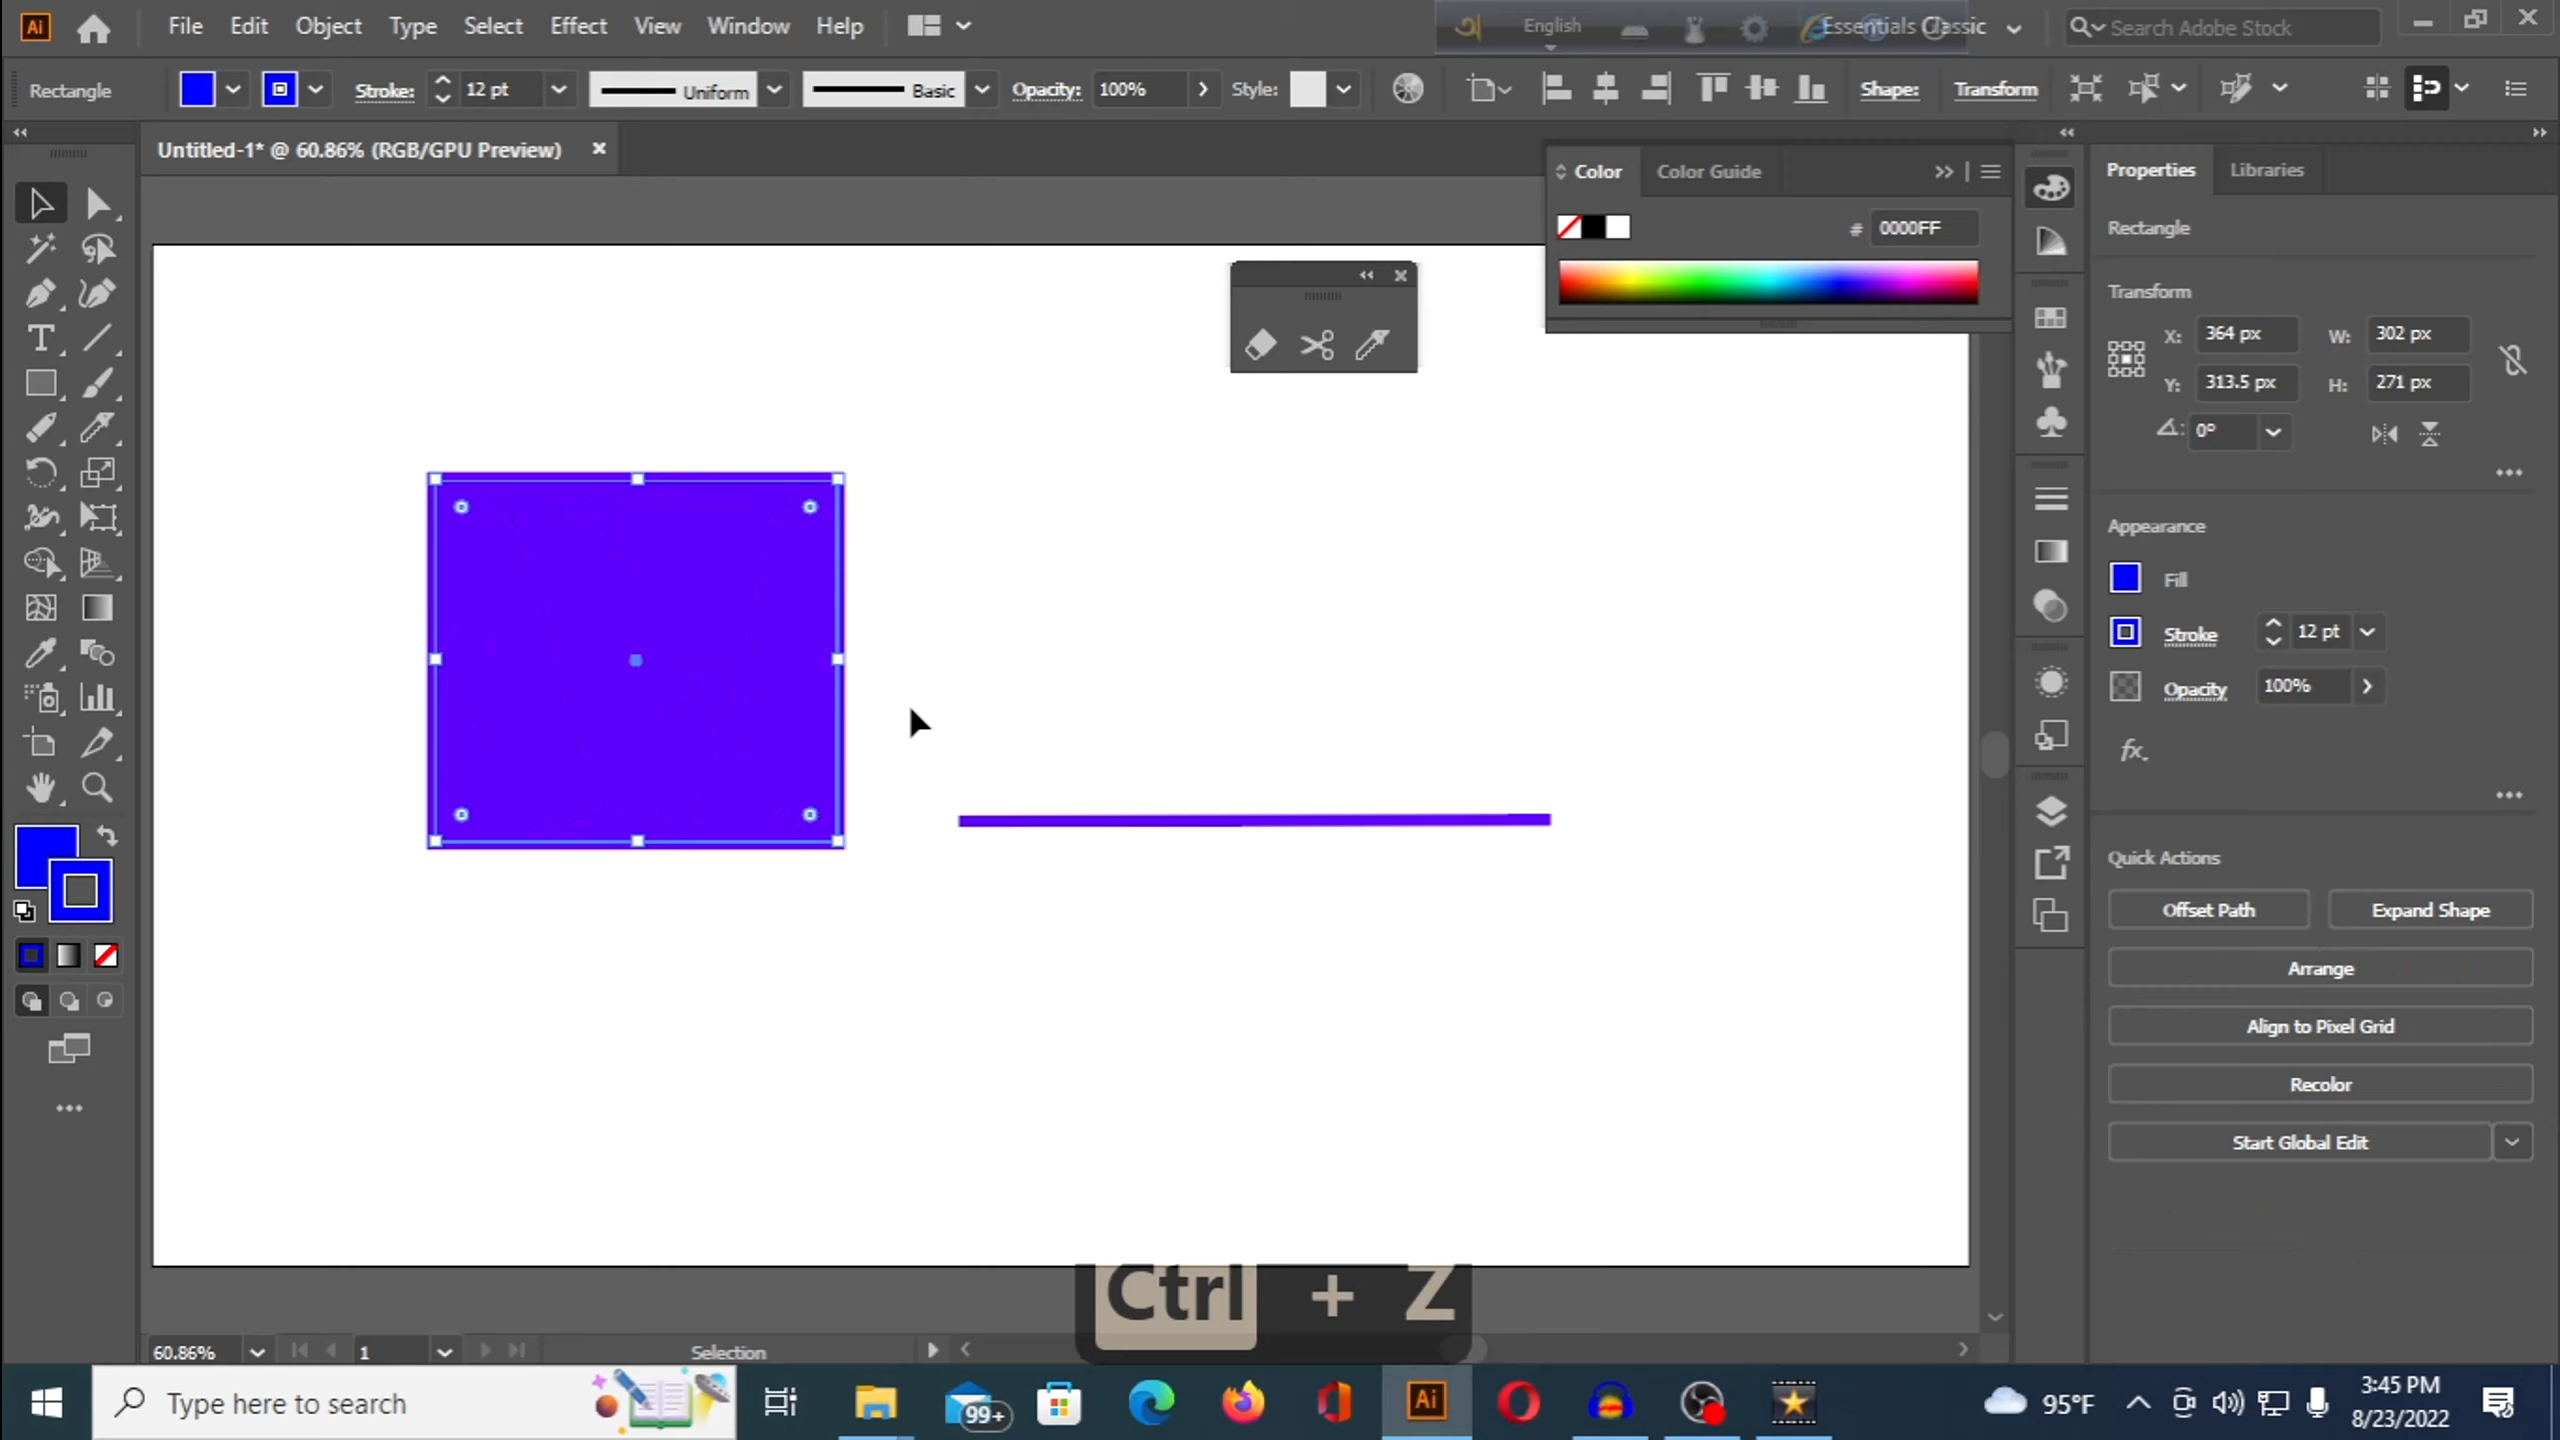 Ai File Edit Object Type Select Effect View Window Help English Essentials Classic Search Adobe Stock
Rectangle Stroke: 12 pt Uniform Basic Opacity: 100% Style: Shape: Transform
Untitled-1* @ 60.86% (RGB/GPU Preview)
Color Color Guide
# 0000FF
Properties Libraries
Rectangle
Transform
X: 364 px W: 302 px
Y: 313.5 px H: 271 px
0°
Appearance
Fill
Stroke 12 pt
Opacity 100%
fx.
Quick Actions
Offset Path Expand Shape
Arrange
Align to Pixel Grid
Recolor
Start Global Edit
Ctrl + Z
60.86% 1 Selection
Type here to search 99+ Ai 95°F 3:45 PM
8/23/2022